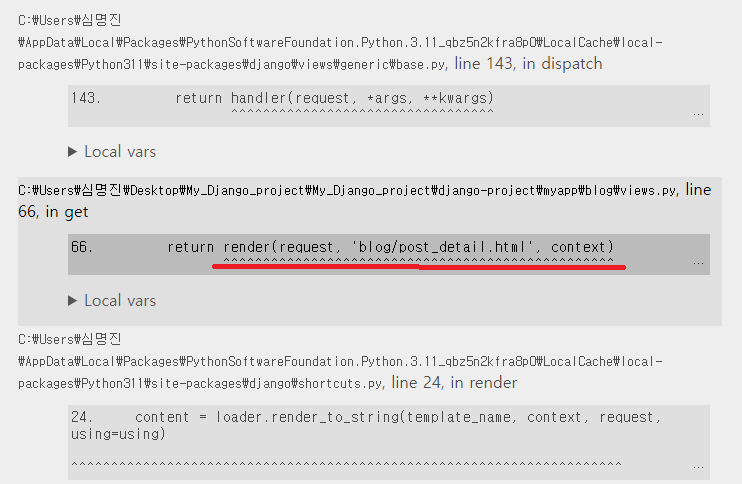 C:₩Users₩심명진
₩AppData₩Local₩Packages₩PythonSoftwareFoundation.Python.3.11_qbz5n2kfra8p0₩LocalCache₩local-
packages₩Python311₩site-packages₩django₩views₩generic₩base.py, line 143, in dispatch
143.         return handler(request, *args, **kwargs)
^^^^^^^^^^^^^^^^^^^^^^^^^^^^^^^^^ …
▶ Local vars
C:₩Users₩심명진₩Desktop₩My_Django_project₩My_Django_project₩django-project₩myapp₩blog₩views.py, line
66, in get
66.         return render(request, 'blog/post_detail.html', context)
^^^^^^^^^^^^^^^^^^^^^^^^^^^^^^^^^^^^^^^^^^^^^^^^^ …
▶ Local vars
C:₩Users₩심명진
₩AppData₩Local₩Packages₩PythonSoftwareFoundation.Python.3.11_qbz5n2kfra8p0₩LocalCache₩local-
packages₩Python311₩site-packages₩django₩shortcuts.py, line 24, in render
24.     content = loader.render_to_string(template_name, context, request,
using=using)
^^^^^^^^^^^^^^^^^^^^^^^^^^^^^^^^^^^^^^^^^^^^^^^^^^^^^^^^^^^^^^^^^^^^^ …